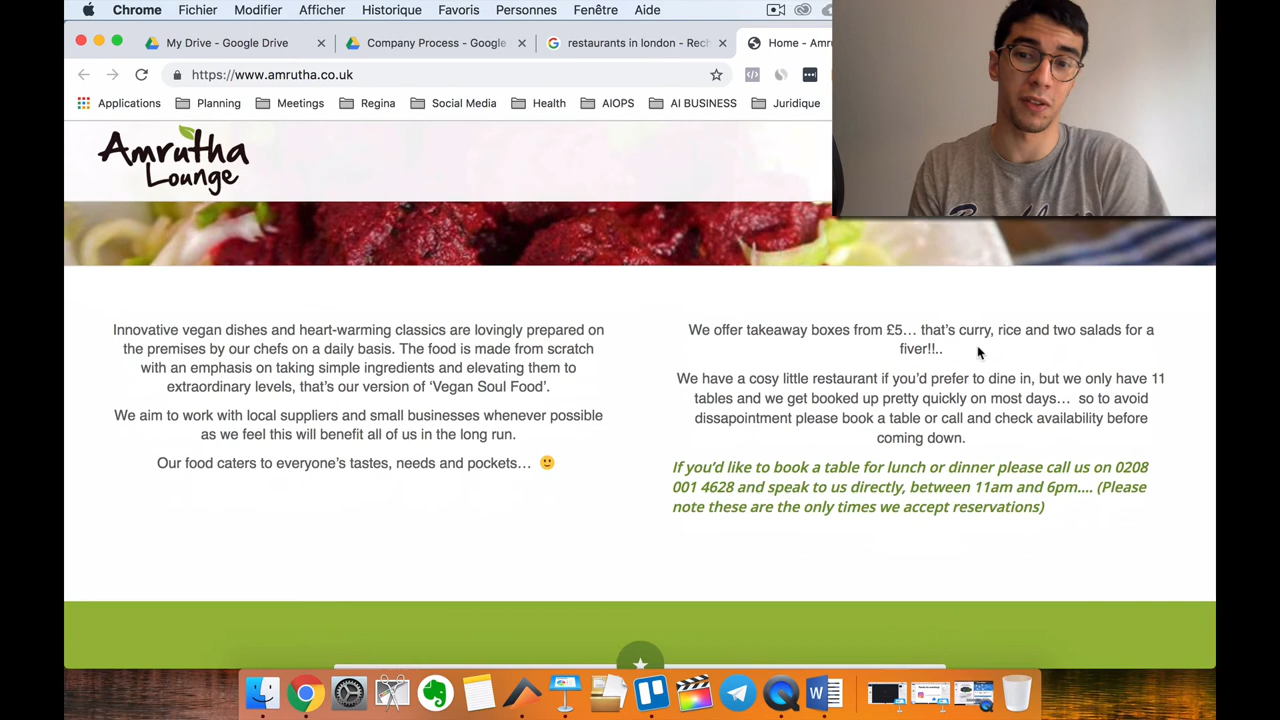 Chrome Fichier Modifier Afficher Historique Favoris Personnes Fenêtre Aide
My Drive - Google Drive
Company Process - Google
restaurants in london - Rech
Home - Amru
https://www.amrutha.co.uk
Applications Planning Meetings Regina Social Media Health AIOPS AI BUSINESS Juridique
Amrutha
Lounge
Innovative vegan dishes and heart-warming classics are lovingly prepared on
the premises by our chefs on a daily basis. The food is made from scratch
with an emphasis on taking simple ingredients and elevating them to
extraordinary levels, that's our version of 'Vegan Soul Food'.
We aim to work with local suppliers and small businesses whenever possible
as we feel this will benefit all of us in the long run.
Our food caters to everyone's tastes, needs and pockets… 🙂
We offer takeaway boxes from £5… that's curry, rice and two salads for a
fiver!!..
We have a cosy little restaurant if you'd prefer to dine in, but we only have 11
tables and we get booked up pretty quickly on most days… so to avoid
dissapointment please book a table or call and check availability before
coming down.
If you'd like to book a table for lunch or dinner please call us on 0208
001 4628 and speak to us directly, between 11am and 6pm…. (Please
note these are the only times we accept reservations)